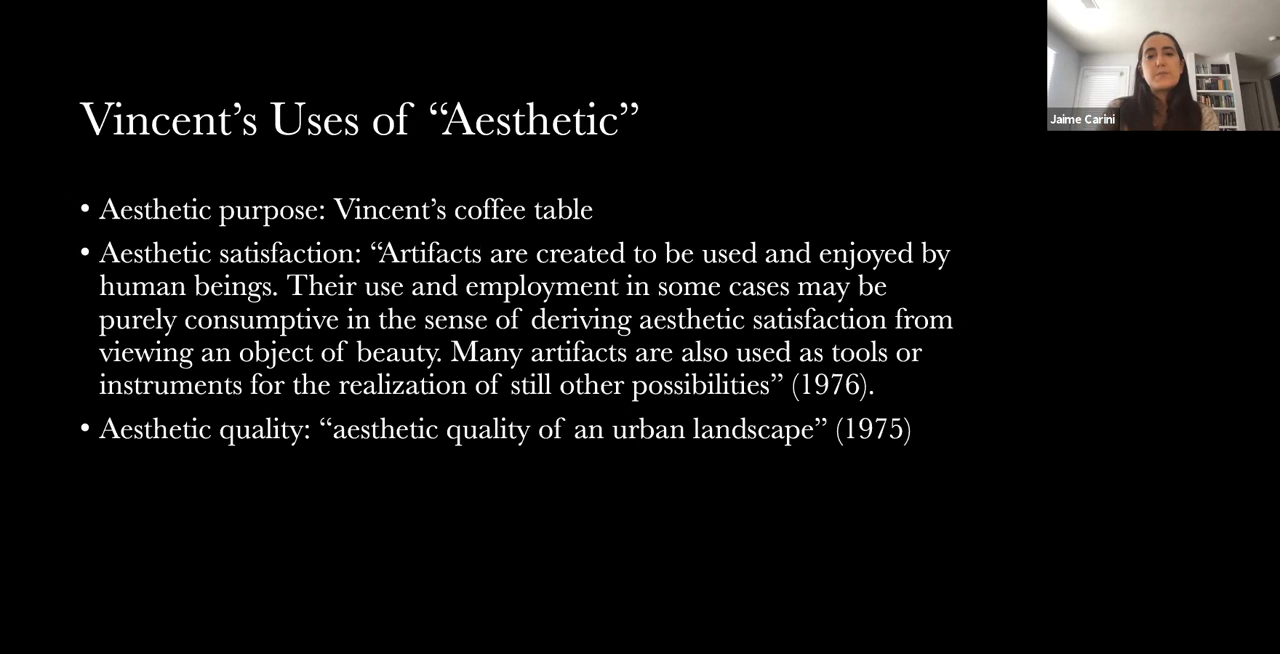 Vincent’s Uses of “Aesthetic”
• Aesthetic purpose: Vincent’s coffee table
• Aesthetic satisfaction: “Artifacts are created to be used and enjoyed by
human beings. Their use and employment in some cases may be
purely consumptive in the sense of deriving aesthetic satisfaction from
viewing an object of beauty. Many artifacts are also used as tools or
instruments for the realization of still other possibilities” (1976).
• Aesthetic quality: “aesthetic quality of an urban landscape” (1975)
Jaime Carini